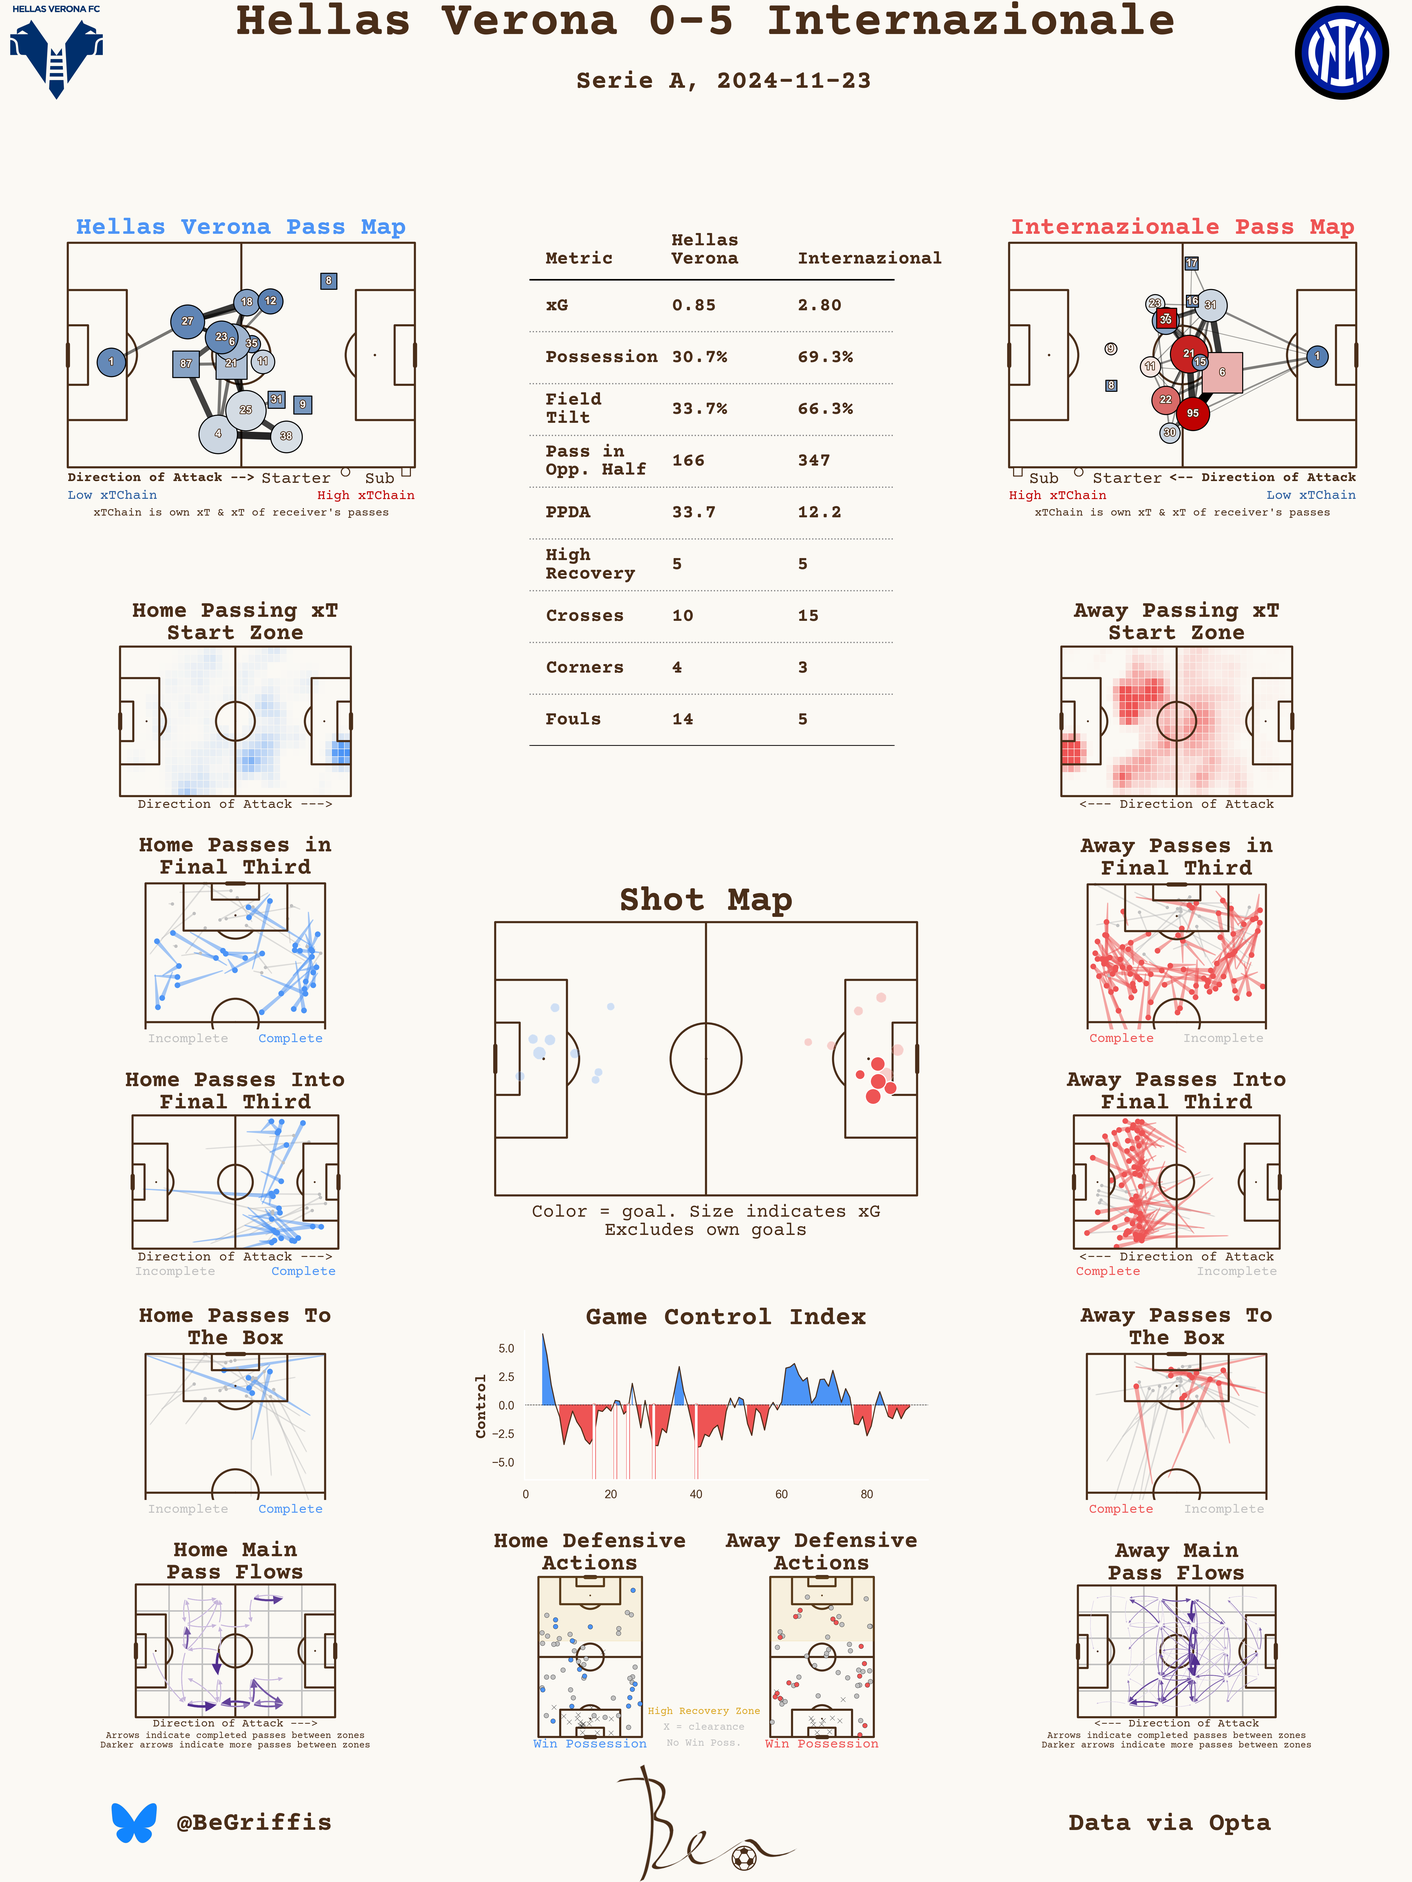 HELLAS VERONA FC
Hellas Verona 0-5 Internazionale
Serie A, 2024-11-23
Hellas Verona Pass Map
8
18
12
27
23
6
35
1
87
21
11
31
9
25
4
38
Direction of Attack --> Starter Sub
Low xTChain High xTChain
xTChain is own xT & xT of receiver's passes
Metric Hellas Verona Internazional
xG 0.85 2.80
Possession 30.7% 69.3%
Field Tilt 33.7% 66.3%
Pass in Opp. Half 166 347
PPDA 33.7 12.2
High Recovery 5 5
Crosses 10 15
Corners 4 3
Fouls 14 5
Internazionale Pass Map
17
23
16
31
36
7
9
21
11
15
1
6
8
22
95
30
Sub Starter <-- Direction of Attack
High xTChain Low xTChain
xTChain is own xT & xT of receiver's passes
Home Passing xT
Start Zone
Direction of Attack --->
Away Passing xT
Start Zone
<--- Direction of Attack
Home Passes in
Final Third
Incomplete Complete
Shot Map
Color = goal. Size indicates xG
Excludes own goals
Away Passes in
Final Third
Complete Incomplete
Home Passes Into
Final Third
Direction of Attack --->
Incomplete Complete
Away Passes Into
Final Third
<--- Direction of Attack
Complete Incomplete
Home Passes To
The Box
Incomplete Complete
Game Control Index
Control
5.0
2.5
0.0
−2.5
−5.0
0 20 40 60 80
Away Passes To
The Box
Complete Incomplete
Home Main
Pass Flows
Direction of Attack --->
Arrows indicate completed passes between zones
Darker arrows indicate more passes between zones
Home Defensive
Actions
Win Possession
High Recovery Zone
X = clearance
No Win Poss.
Away Defensive
Actions
Win Possession
Away Main
Pass Flows
<--- Direction of Attack
Arrows indicate completed passes between zones
Darker arrows indicate more passes between zones
@BeGriffis
Ben
Data via Opta